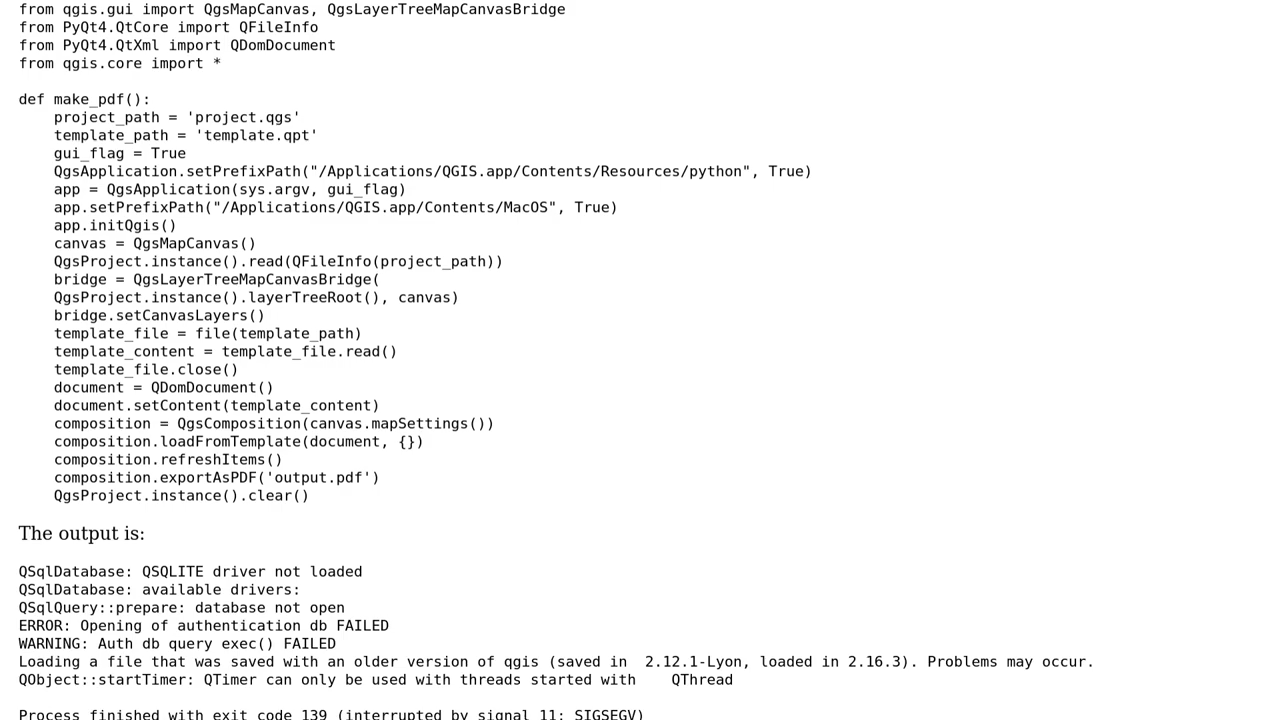 from qgis.gui import QgsMapCanvas, QgsLayerTreeMapCanvasBridge
from PyQt4.QtCore import QFileInfo
from PyQt4.QtXml import QDomDocument
from qgis.core import *

def make_pdf():
    project_path = 'project.qgs'
    template_path = 'template.qpt'
    gui_flag = True
    QgsApplication.setPrefixPath("/Applications/QGIS.app/Contents/Resources/python", True)
    app = QgsApplication(sys.argv, gui_flag)
    app.setPrefixPath("/Applications/QGIS.app/Contents/MacOS", True)
    app.initQgis()
    canvas = QgsMapCanvas()
    QgsProject.instance().read(QFileInfo(project_path))
    bridge = QgsLayerTreeMapCanvasBridge(
    QgsProject.instance().layerTreeRoot(), canvas)
    bridge.setCanvasLayers()
    template_file = file(template_path)
    template_content = template_file.read()
    template_file.close()
    document = QDomDocument()
    document.setContent(template_content)
    composition = QgsComposition(canvas.mapSettings())
    composition.loadFromTemplate(document, {})
    composition.refreshItems()
    composition.exportAsPDF('output.pdf')
    QgsProject.instance().clear()

The output is:

QSqlDatabase: QSQLITE driver not loaded
QSqlDatabase: available drivers:
QSqlQuery::prepare: database not open
ERROR: Opening of authentication db FAILED
WARNING: Auth db query exec() FAILED
Loading a file that was saved with an older version of qgis (saved in  2.12.1-Lyon, loaded in 2.16.3). Problems may occur.
QObject::startTimer: QTimer can only be used with threads started with    QThread

Process finished with exit code 139 (interrupted by signal 11: SIGSEGV)